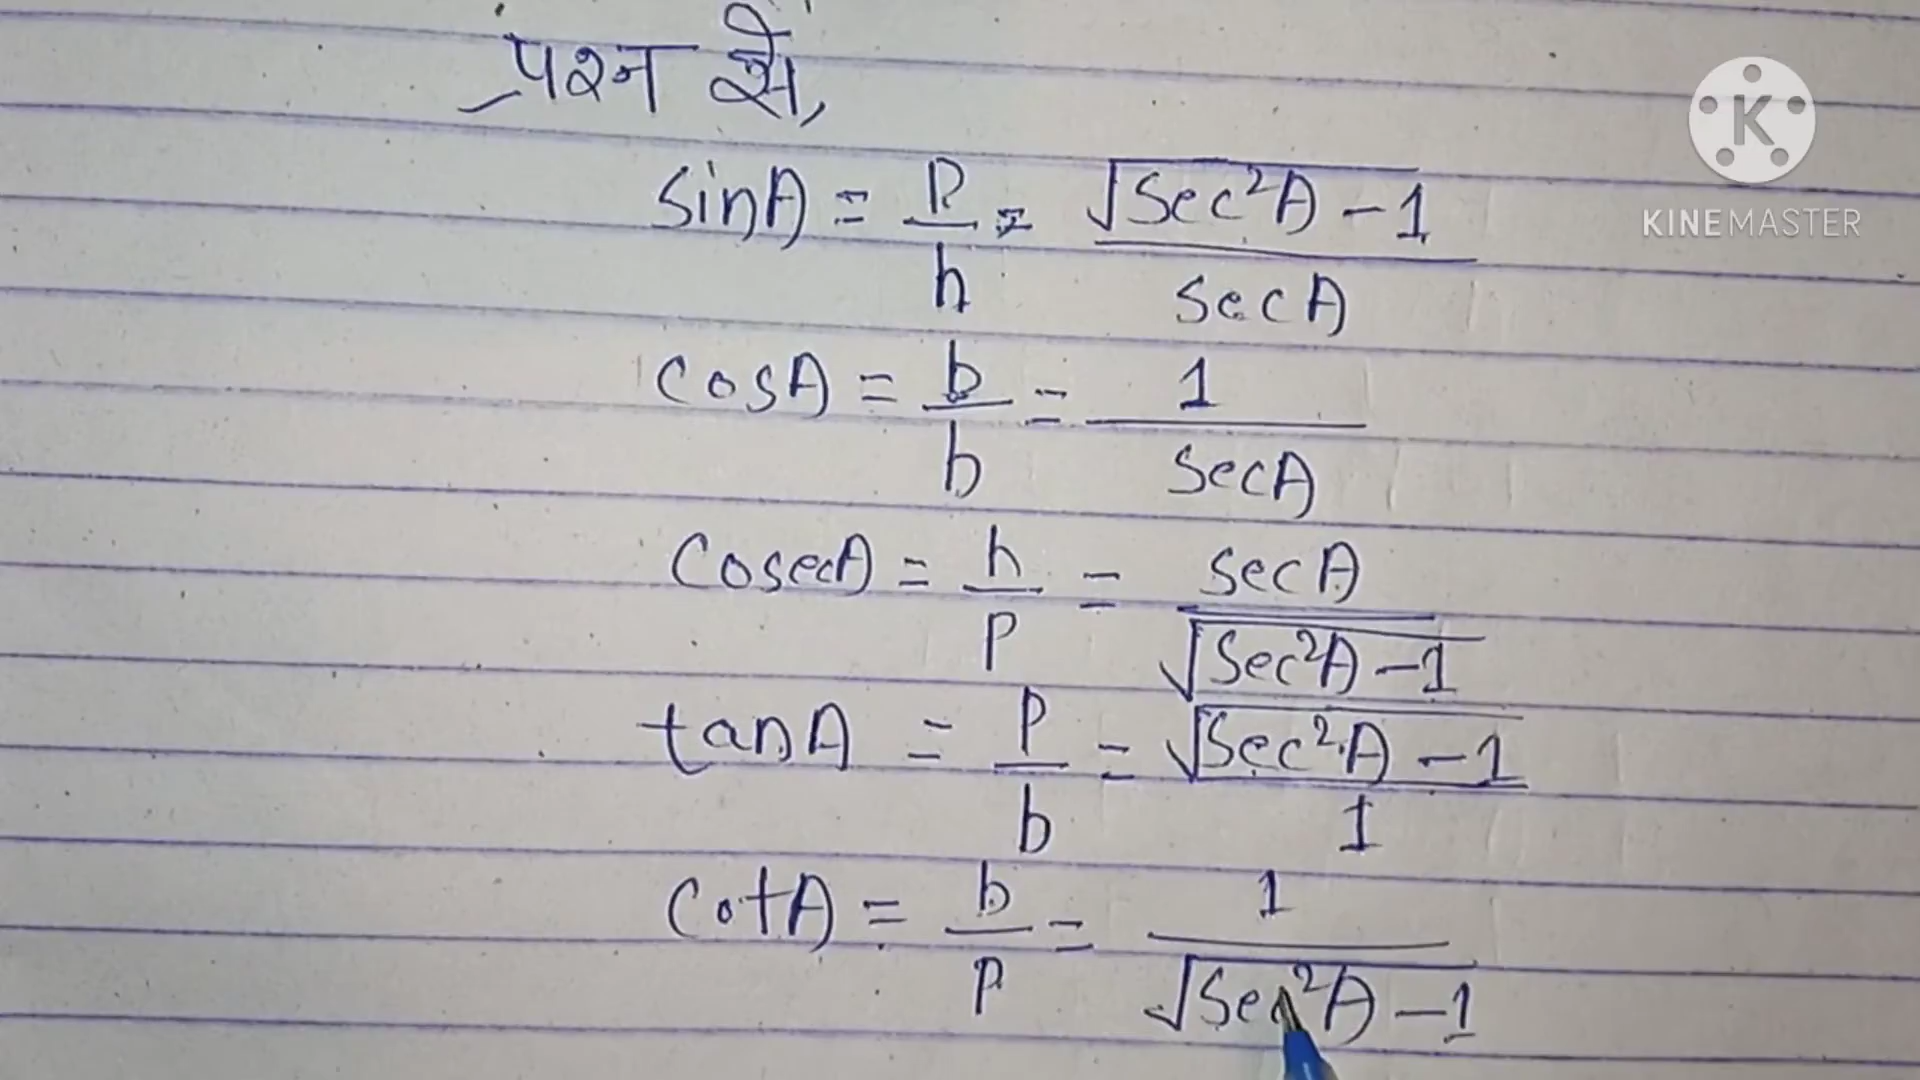 प्रश्न से,
K
KINEMASTER
sinA = P/h = √(Sec²A - 1)/SecA
cosA = b/b = 1/SecA
CosecA = h/P = SecA/√(Sec²A - 1)
tanA = P/b = √(Sec²A - 1)/1
CotA = b/P = 1/√(Sec²A - 1)